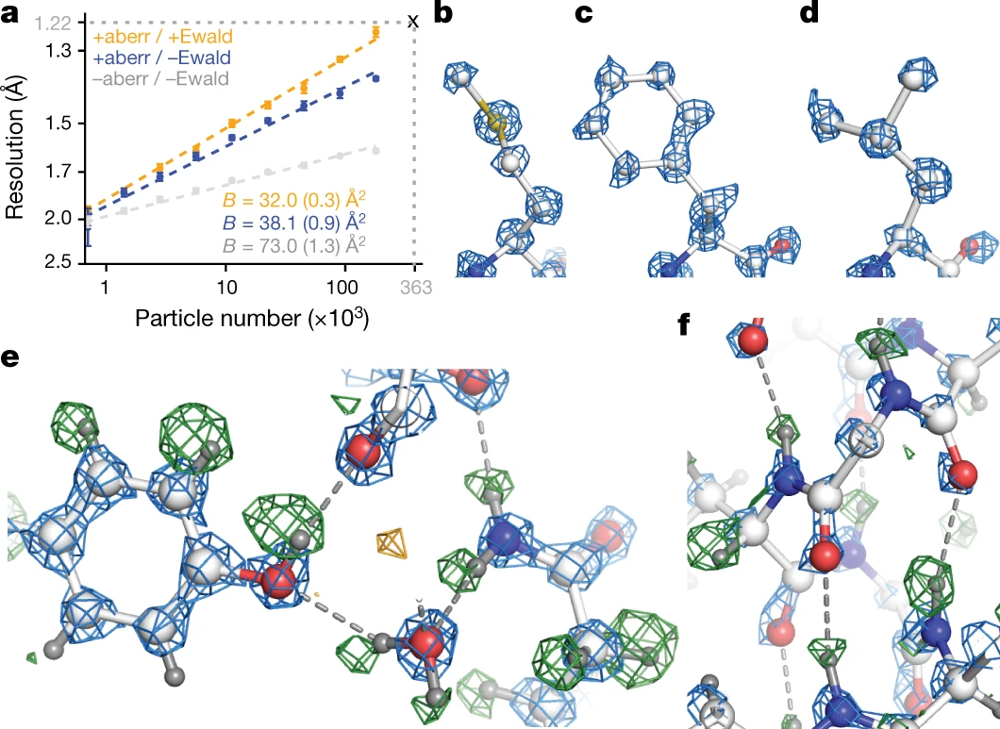 a
b
c
d
1.22
x
+aberr / +Ewald
+aberr / –Ewald
–aberr / –Ewald
1.3
1.5
1.7
2.0
2.5
Resolution (Å)
B = 32.0 (0.3) Å²
B = 38.1 (0.9) Å²
B = 73.0 (1.3) Å²
1
10
100
363
Particle number (×10³)
e
f